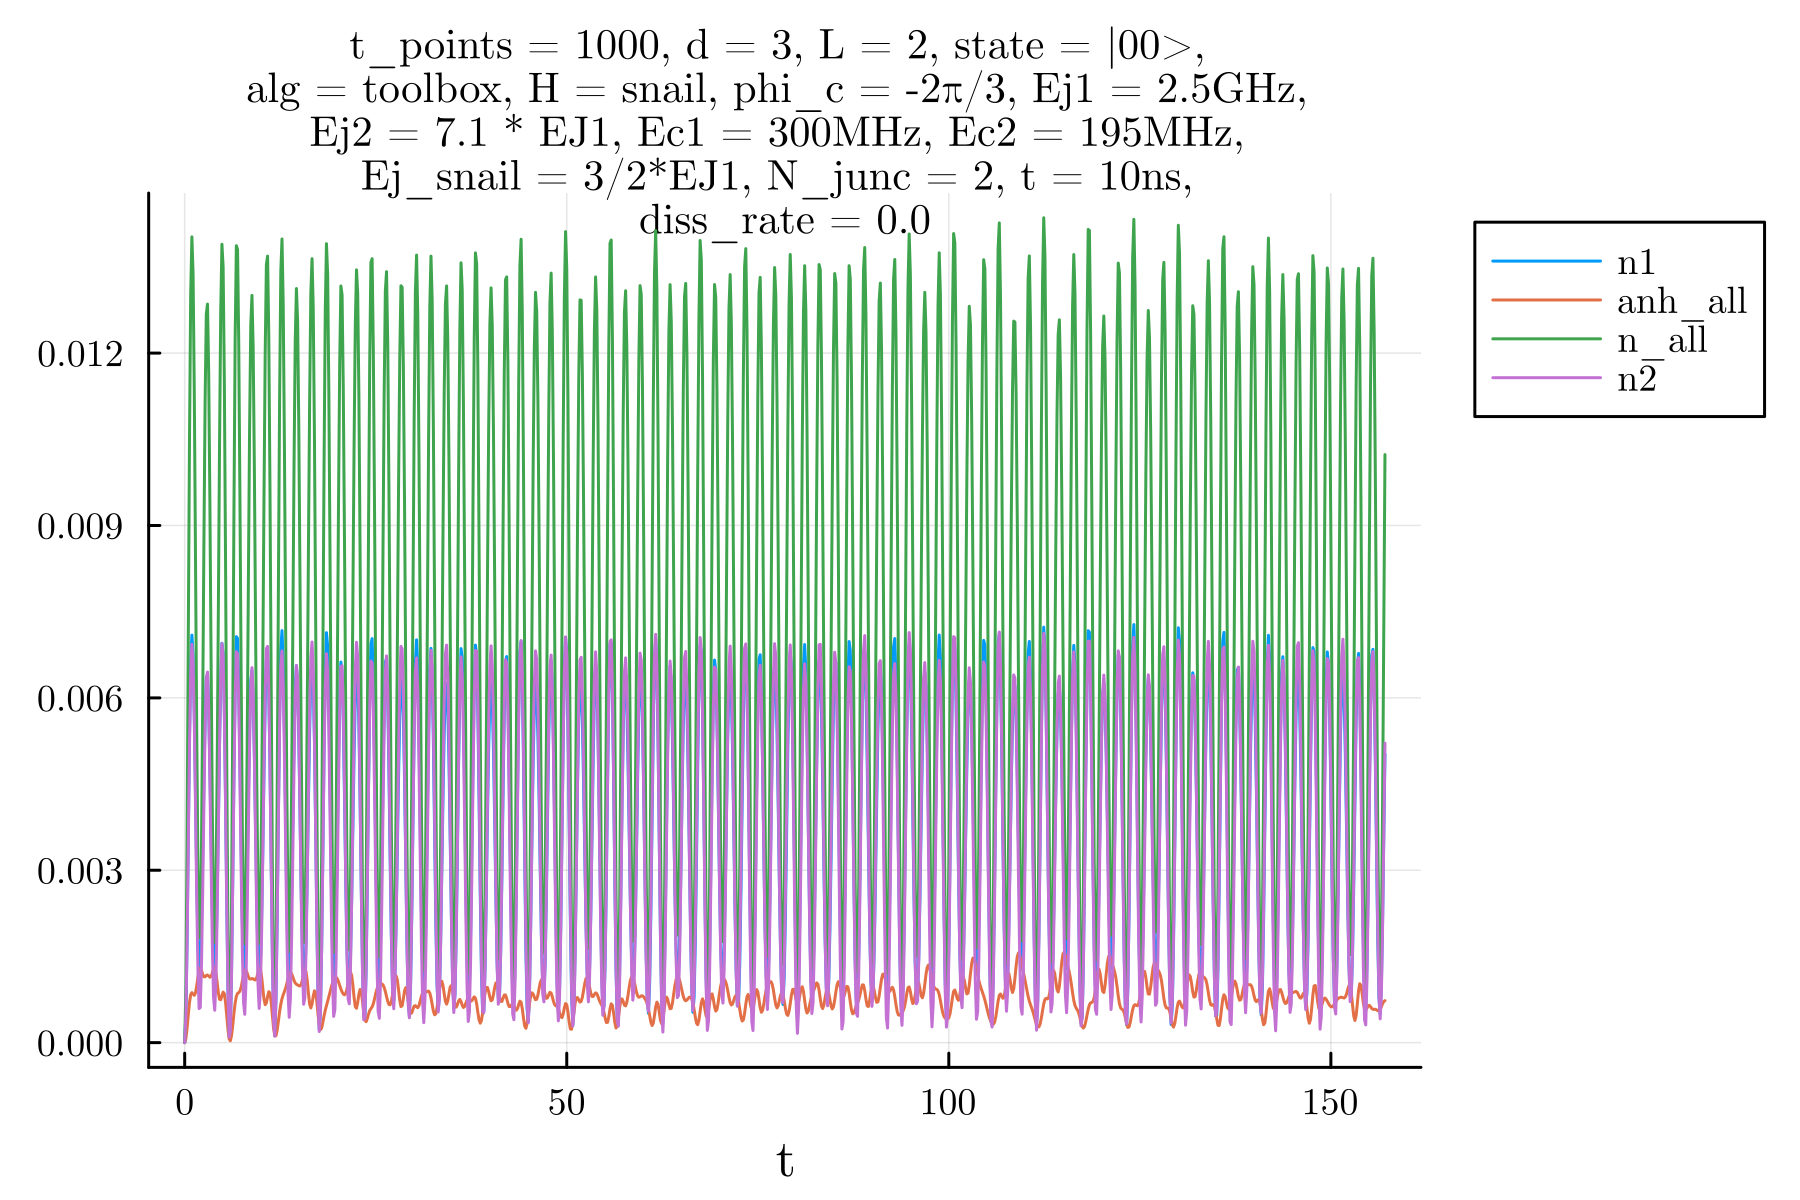 t_points = 1000, d = 3, L = 2, state = |00>,
alg = toolbox, H = snail, phi_c = -2π/3, Ej1 = 2.5GHz,
Ej2 = 7.1 * EJ1, Ec1 = 300MHz, Ec2 = 195MHz,
Ej_snail = 3/2*EJ1, N_junc = 2, t = 10ns,
diss_rate = 0.0
n1
anh_all
n_all
n2
0.012
0.009
0.006
0.003
0.000
0
50
100
150
t